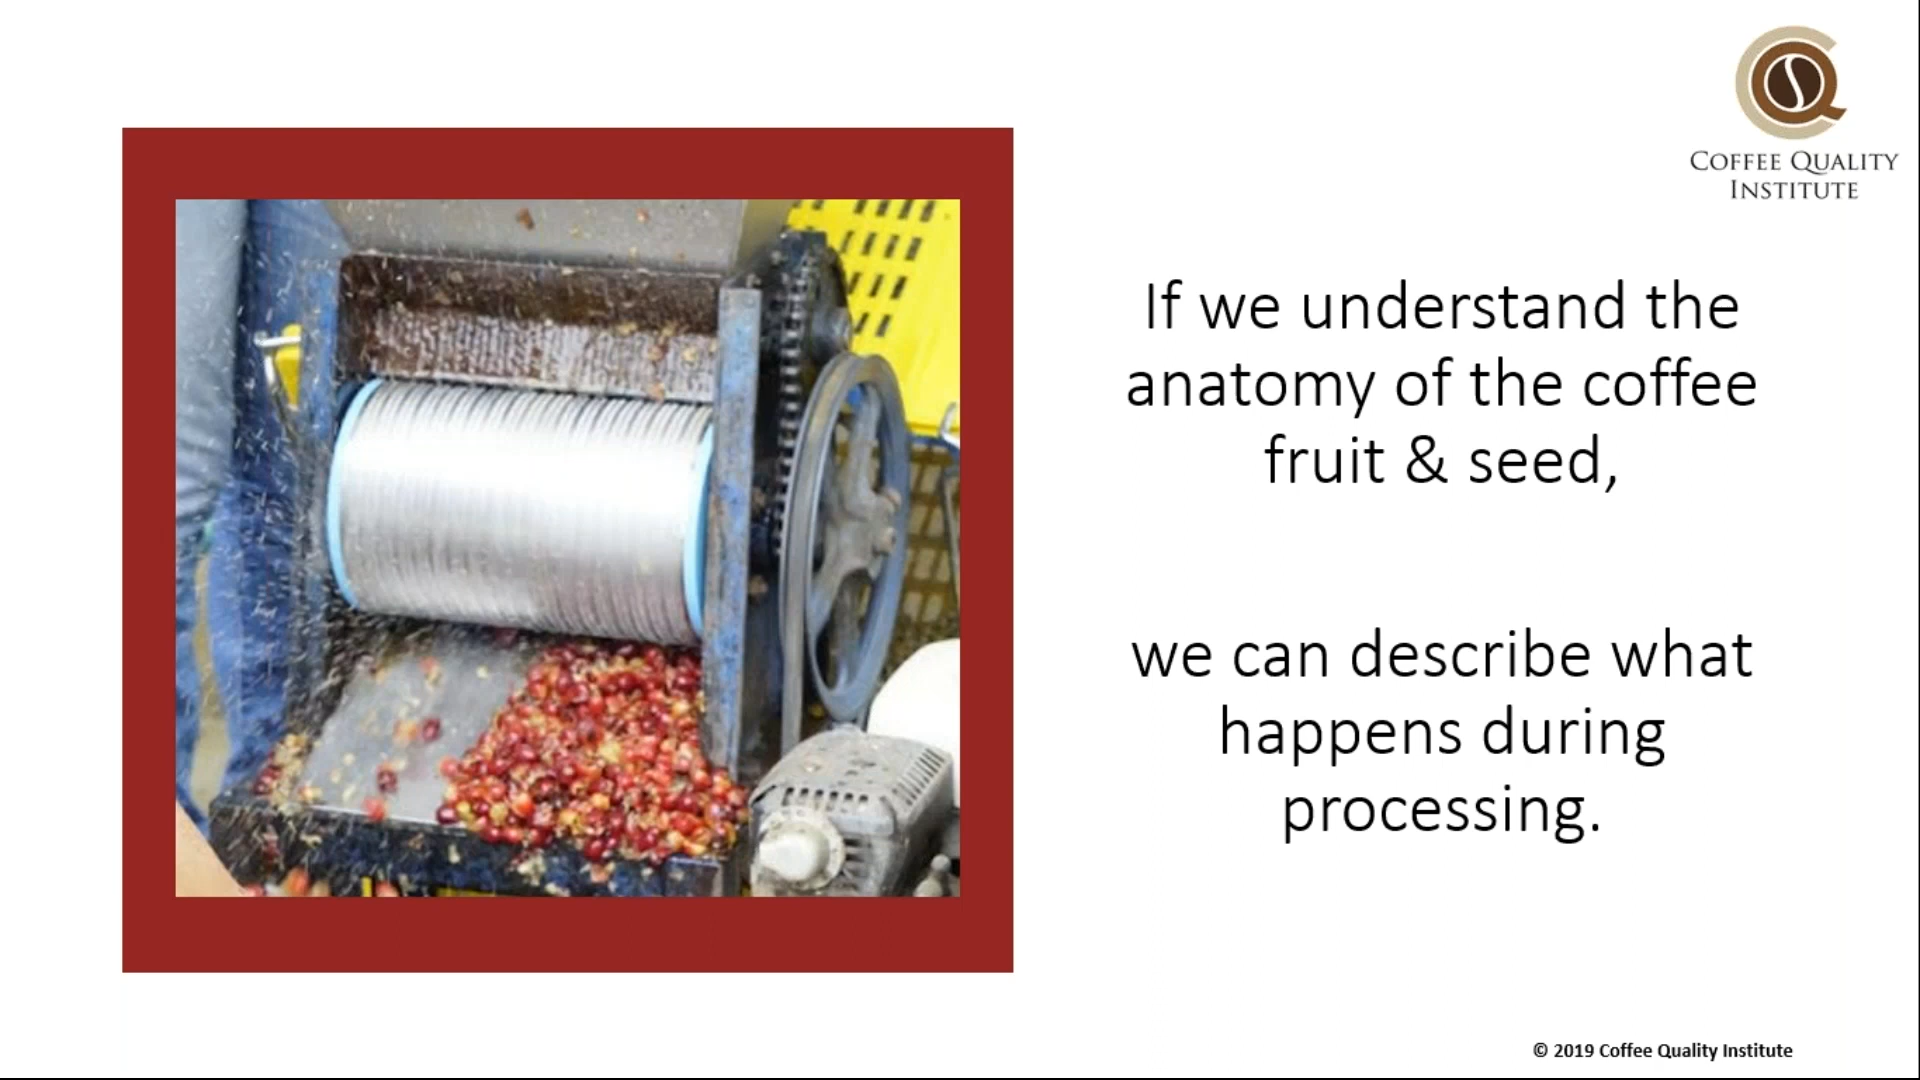 COFFEE QUALITY
INSTITUTE
If we understand the
anatomy of the coffee
fruit & seed,
we can describe what
happens during
processing.
© 2019 Coffee Quality Institute